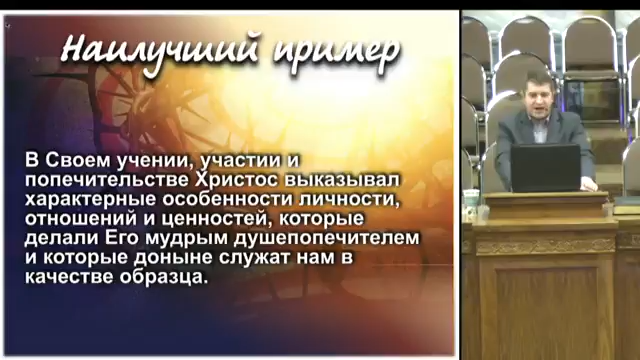 Наилучший пример
В Своем учении, участии и
попечительстве Христос выказывал
характерные особенности личности,
отношений и ценностей, которые
делали Его мудрым душепопечителем
и которые доныне служат нам в
качестве образца.